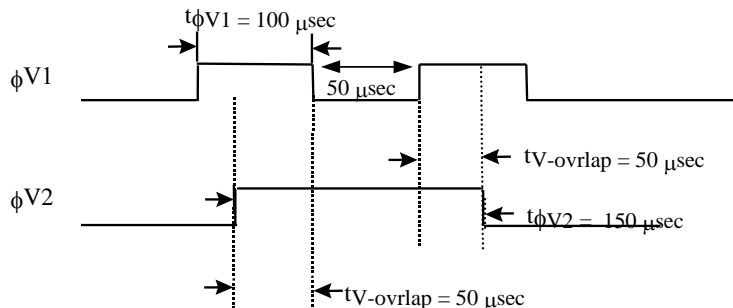 tϕV1 = 100 μsec
ϕV1
50 μsec
tV-ovrlap = 50 μsec
ϕV2
tϕV2 = 150 μsec
tV-ovrlap = 50 μsec